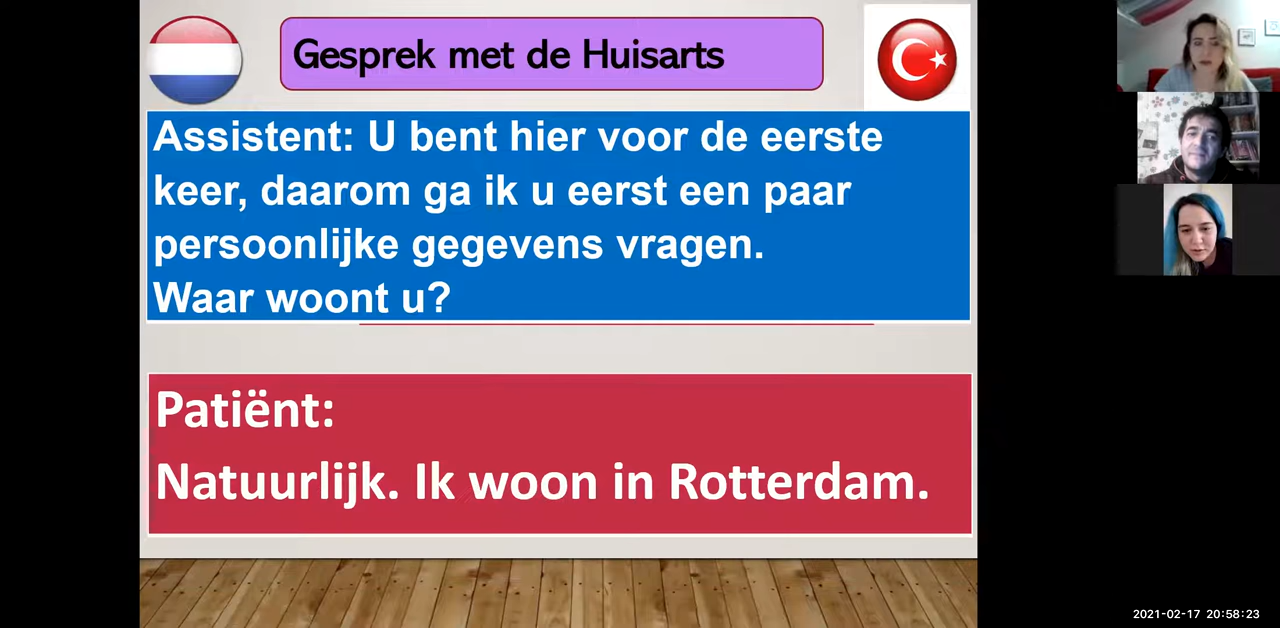 Gesprek met de Huisarts
Assistent: U bent hier voor de eerste
keer, daarom ga ik u eerst een paar
persoonlijke gegevens vragen.
Waar woont u?
Patiënt:
Natuurlijk. Ik woon in Rotterdam.
2021-02-17 20:58:23